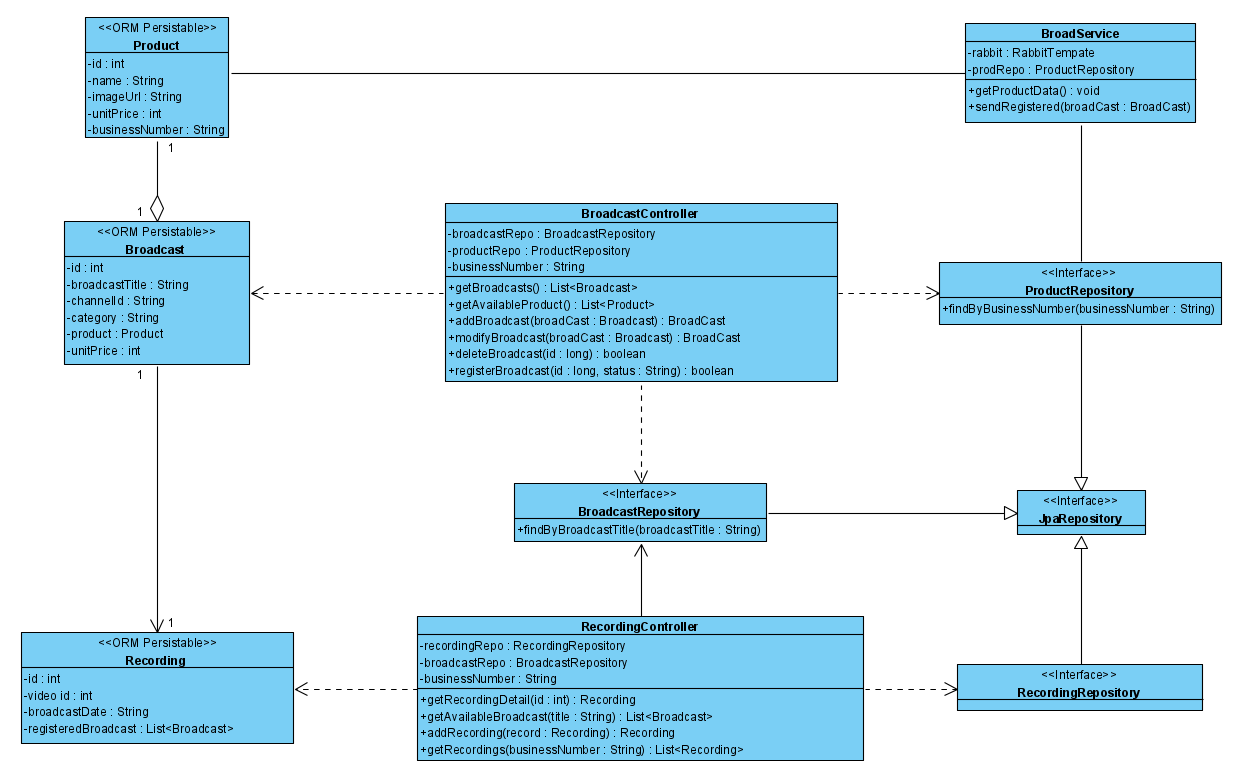 <<ORM Persistable>>
Product
-id : int
-name : String
-imageUrl : String
-unitPrice : int
-businessNumber : String
1
BroadService
-rabbit : RabbitTempate
-prodRepo : ProductRepository
+getProductData() : void
+sendRegistered(broadCast : BroadCast)
1
<<ORM Persistable>>
Broadcast
-id : int
-broadcastTitle : String
-channelId : String
-category : String
-product : Product
-unitPrice : int
1
BroadcastController
-broadcastRepo : BroadcastRepository
-productRepo : ProductRepository
-businessNumber : String
+getBroadcasts() : List<Broadcast>
+getAvailableProduct() : List<Product>
+addBroadcast(broadCast : Broadcast) : BroadCast
+modifyBroadcast(broadCast : Broadcast) : BroadCast
+deleteBroadcast(id : long) : boolean
+registerBroadcast(id : long, status : String) : boolean
<<Interface>>
ProductRepository
+findByBusinessNumber(businessNumber : String)
<<Interface>>
BroadcastRepository
+findByBroadcastTitle(broadcastTitle : String)
<<Interface>>
JpaRepository
1
<<ORM Persistable>>
Recording
-id : int
-video id : int
-broadcastDate : String
-registeredBroadcast : List<Broadcast>
RecordingController
-recordingRepo : RecordingRepository
-broadcastRepo : BroadcastRepository
-businessNumber : String
+getRecordingDetail(id : int) : Recording
+getAvailableBroadcast(title : String) : List<Broadcast>
+addRecording(record : Recording) : Recording
+getRecordings(businessNumber : String) : List<Recording>
<<Interface>>
RecordingRepository